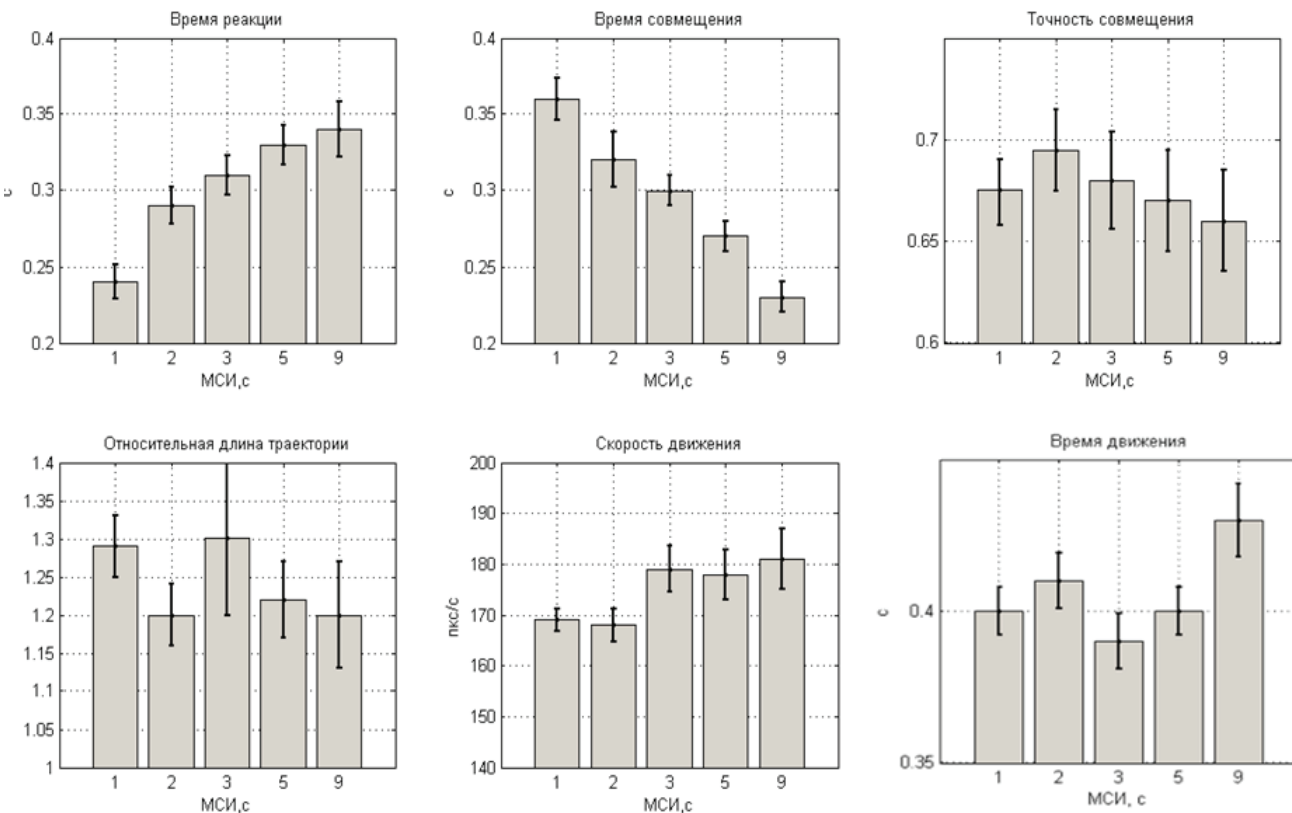 Время реакции
0.4
0.35
0.3
0.25
0.2
с
1 2 3 5 9
МСИ,с
Время совмещения
0.4
0.35
0.3
0.25
0.2
с
1 2 3 5 9
МСИ,с
Точность совмещения
0.7
0.65
0.6
1 2 3 5 9
МСИ,с
Относительная длина траектории
1.4
1.35
1.3
1.25
1.2
1.15
1.1
1.05
1
1 2 3 5 9
МСИ,с
Скорость движения
200
190
180
170
160
150
140
пкс/с
1 2 3 5 9
МСИ,с
Время движения
0.4
0.35
с
1 2 3 5 9
МСИ, с